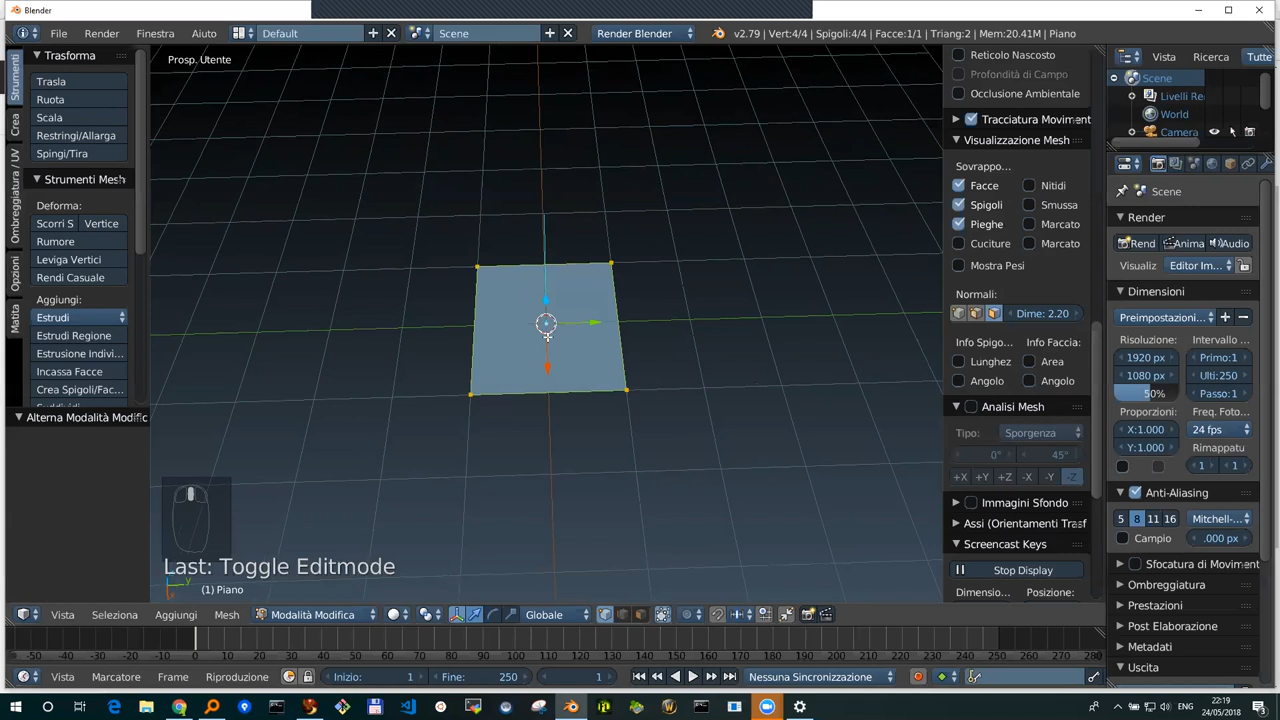 Blender
File
Render
Finestra
Aiuto
Default
Scene
Render Blender
v2.79 | Vert:4/4 | Spigoli:4/4 | Facce:1/1 | Triang:2 | Mem:20.41M | Piano
Strumenti
Crea
Ombreggiatura / UV
Opzioni
Matita
Trasforma
Trasla
Ruota
Scala
Restringi/Allarga
Spingi/Tira
Strumenti Mesh
Deforma:
Scorri S
Vertice
Rumore
Leviga Vertici
Rendi Casuale
Aggiungi:
Estrudi
Estrudi Regione
Estrusione Indivi...
Incassa Facce
Crea Spigoli/Fac...
Alterna Modalità Modific
Prosp. Utente
Last: Toggle Editmode
(1) Piano
z
y
x
Reticolo Nascosto
Profondità di Campo
Occlusione Ambientale
Tracciatura Moviment
Visualizzazione Mesh
Sovrappo...
Facce
Nitidi
Spigoli
Smussa
Pieghe
Marcato
Cuciture
Marcato
Mostra Pesi
Normali:
Dime: 2.20
Info Spigo...
Info Faccia:
Lunghez
Area
Angolo
Angolo
Analisi Mesh
Tipo:
Sporgenza
0°
45°
+X
+Y
+Z
-X
-Y
-Z
Immagini Sfondo
Assi (Orientamenti Trasf
Screencast Keys
Stop Display
Dimensio...
Posizione:
Vista
Ricerca
Tutte
Scene
Livelli Re
World
Camera
Scene
Render
Rend
Anima
Audio
Visualiz
Editor Im...
Dimensioni
Preimpostazioni...
Risoluzione:
Intervallo
1920 px
Primo:1
1080 px
Ulti:250
50%
Passo:1
Proporzioni:
Freq. Foto...
X:1.000
24 fps
Y:1.000
Rimappatu
1
1
Anti-Aliasing
5
8
11
16
Mitchell-...
Campio
.000 px
Sfocatura di Movimen
Ombreggiatura
Prestazioni
Post Elaborazione
Metadati
Uscita
Vista
Seleziona
Aggiungi
Mesh
Modalità Modifica
Globale
-50 -40 -30 -20 -10 0 10 20 30 40 50 60 70 80 90 100 110 120 130 140 150 160 170 180 190 200 210 220 230 240 250 260 270 280
Vista
Marcatore
Frame
Riproduzione
Inizio:
1
Fine:
250
1
Nessuna Sincronizzazione
22:19
24/05/2018